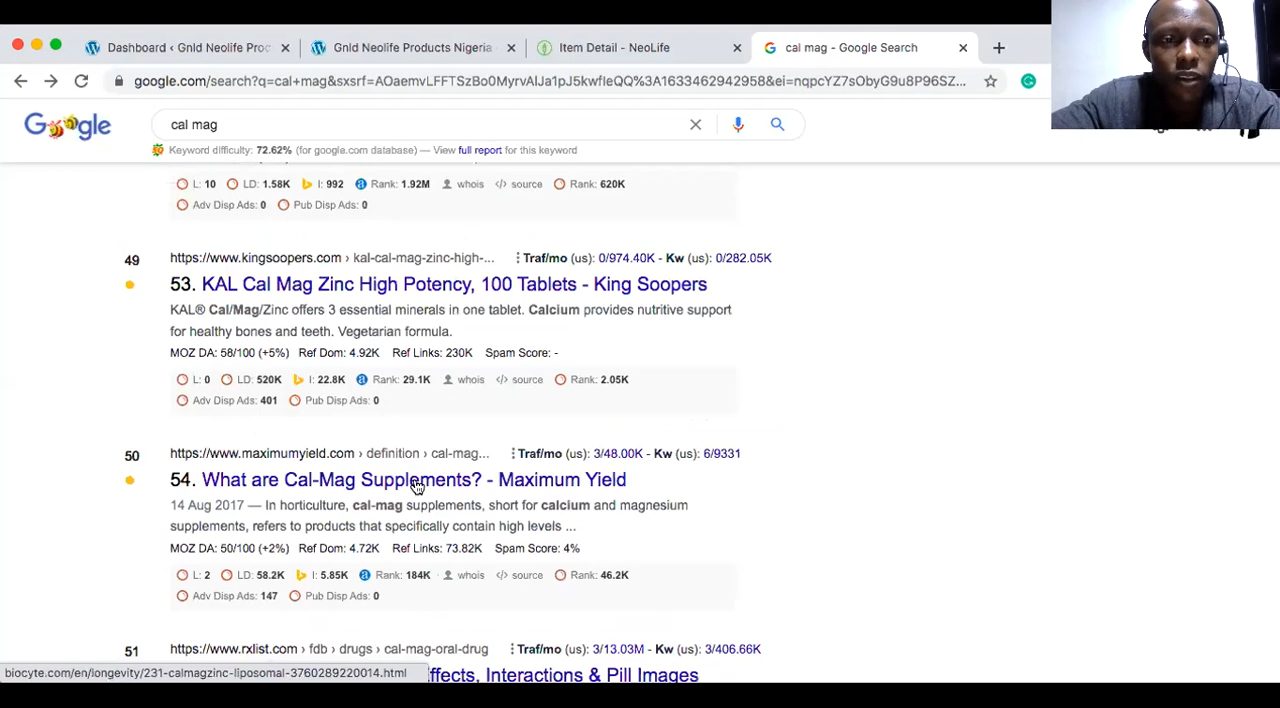 Dashboard ‹ Gnld Neolife Proc
Gnld Neolife Products Nigeria
Item Detail - NeoLife
cal mag - Google Search
google.com/search?q=cal+mag&sxsrf=AOaemvLFFTSzBo0MyrvAlJa1pJ5kwfIeQQ%3A1633462942958&ei=nqpcYZ7sObyG9u8P96SZ...
Google
cal mag
Keyword difficulty: 72.62% (for google.com database) — View full report for this keyword
L: 10 LD: 1.58K I: 992 Rank: 1.92M whois source Rank: 620K
Adv Disp Ads: 0 Pub Disp Ads: 0
49 https://www.kingsoopers.com › kal-cal-mag-zinc-high-... Traf/mo (us): 0/974.40K - Kw (us): 0/282.05K
53. KAL Cal Mag Zinc High Potency, 100 Tablets - King Soopers
KAL® Cal/Mag/Zinc offers 3 essential minerals in one tablet. Calcium provides nutritive support
for healthy bones and teeth. Vegetarian formula.
MOZ DA: 58/100 (+5%) Ref Dom: 4.92K Ref Links: 230K Spam Score: -
L: 0 LD: 520K I: 22.8K Rank: 29.1K whois source Rank: 2.05K
Adv Disp Ads: 401 Pub Disp Ads: 0
50 https://www.maximumyield.com › definition › cal-mag... Traf/mo (us): 3/48.00K - Kw (us): 6/9331
54. What are Cal-Mag Supplements? - Maximum Yield
14 Aug 2017 — In horticulture, cal-mag supplements, short for calcium and magnesium
supplements, refers to products that specifically contain high levels ...
MOZ DA: 50/100 (+2%) Ref Dom: 4.72K Ref Links: 73.82K Spam Score: 4%
L: 2 LD: 58.2K I: 5.85K Rank: 184K whois source Rank: 46.2K
Adv Disp Ads: 147 Pub Disp Ads: 0
51 https://www.rxlist.com › fdb › drugs › cal-mag-oral-drug Traf/mo (us): 3/13.03M - Kw (us): 3/406.66K
ffects, Interactions & Pill Images
biocyte.com/en/longevity/231-calmagzinc-liposomal-3760289220014.html